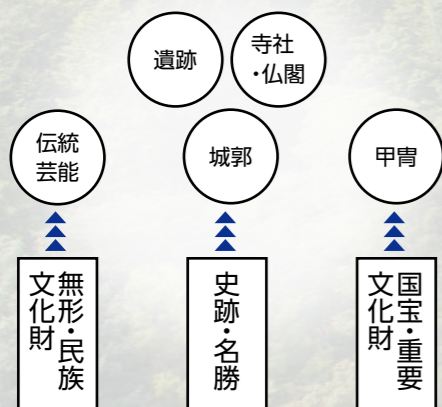 遺跡
寺社
・仏閣
伝統
芸能
城郭
甲冑
無形・民族
文化財
史跡・名勝
国宝・重要
文化財